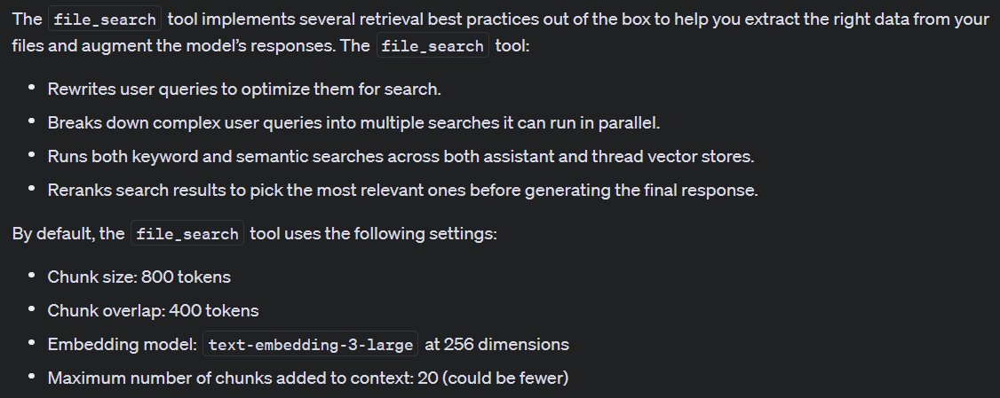 The file_search tool implements several retrieval best practices out of the box to help you extract the right data from your
files and augment the model’s responses. The file_search tool:
• Rewrites user queries to optimize them for search.
• Breaks down complex user queries into multiple searches it can run in parallel.
• Runs both keyword and semantic searches across both assistant and thread vector stores.
• Reranks search results to pick the most relevant ones before generating the final response.
By default, the file_search tool uses the following settings:
• Chunk size: 800 tokens
• Chunk overlap: 400 tokens
• Embedding model: text-embedding-3-large at 256 dimensions
• Maximum number of chunks added to context: 20 (could be fewer)